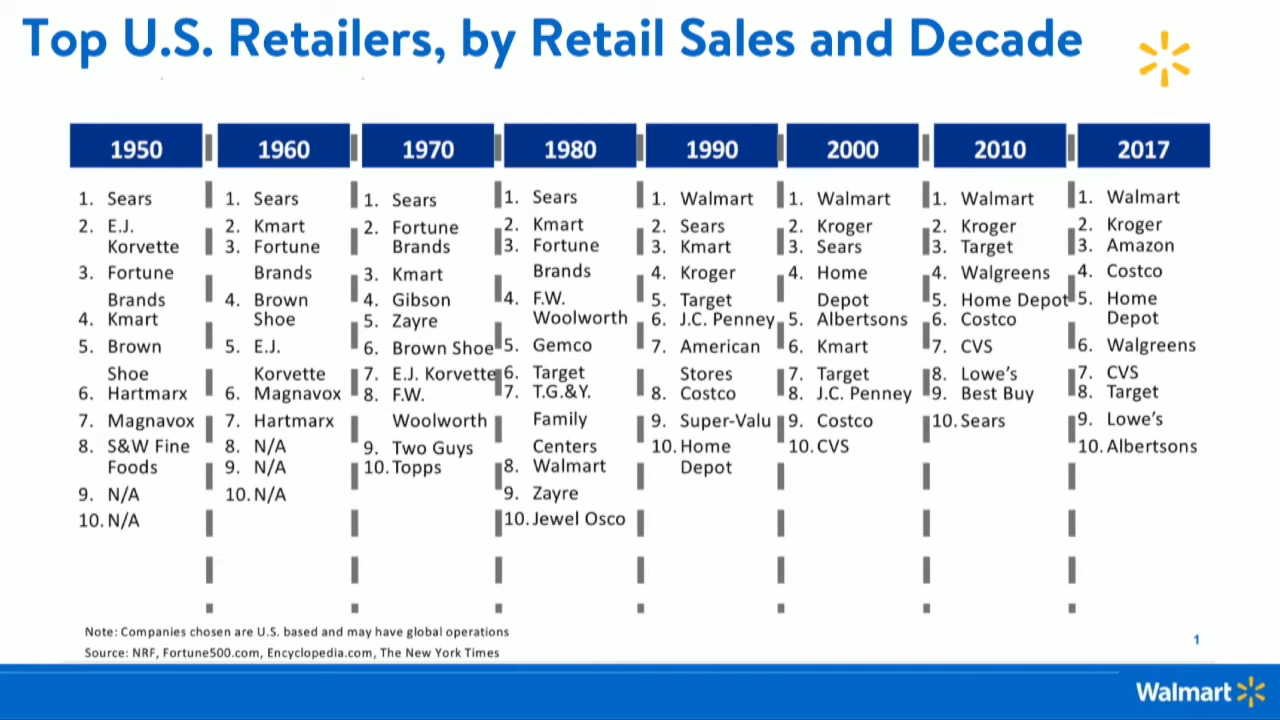 Top U.S. Retailers, by Retail Sales and Decade
1950
1. Sears
2. E.J.
Korvette
3. Fortune
Brands
4. Kmart
5. Brown
Shoe
6. Hartmarx
7. Magnavox
8. S&W Fine
Foods
9. N/A
10. N/A
1960
1. Sears
2. Kmart
3. Fortune
Brands
4. Brown
Shoe
5. E.J.
Korvette
6. Magnavox
7. Hartmarx
8. N/A
9. N/A
10. N/A
1970
1. Sears
2. Fortune
Brands
3. Kmart
4. Gibson
5. Zayre
6. Brown Shoe
7. E.J. Korvette
8. F.W.
Woolworth
9. Two Guys
10. Topps
1980
1. Sears
2. Kmart
3. Fortune
Brands
4. F.W.
Woolworth
5. Gemco
6. Target
7. T.G.&Y.
Family
Centers
8. Walmart
9. Zayre
10. Jewel Osco
1990
1. Walmart
2. Sears
3. Kmart
4. Kroger
5. Target
6. J.C. Penney
7. American
Stores
8. Costco
9. Super-Valu
10. Home
Depot
2000
1. Walmart
2. Kroger
3. Sears
4. Home
Depot
5. Albertsons
6. Kmart
7. Target
8. J.C. Penney
9. Costco
10. CVS
2010
1. Walmart
2. Kroger
3. Target
4. Walgreens
5. Home Depot
6. Costco
7. CVS
8. Lowe's
9. Best Buy
10. Sears
2017
1. Walmart
2. Kroger
3. Amazon
4. Costco
5. Home
Depot
6. Walgreens
7. CVS
8. Target
9. Lowe's
10. Albertsons
Note: Companies chosen are U.S. based and may have global operations
Source: NRF, Fortune500.com, Encyclopedia.com, The New York Times
1
Walmart